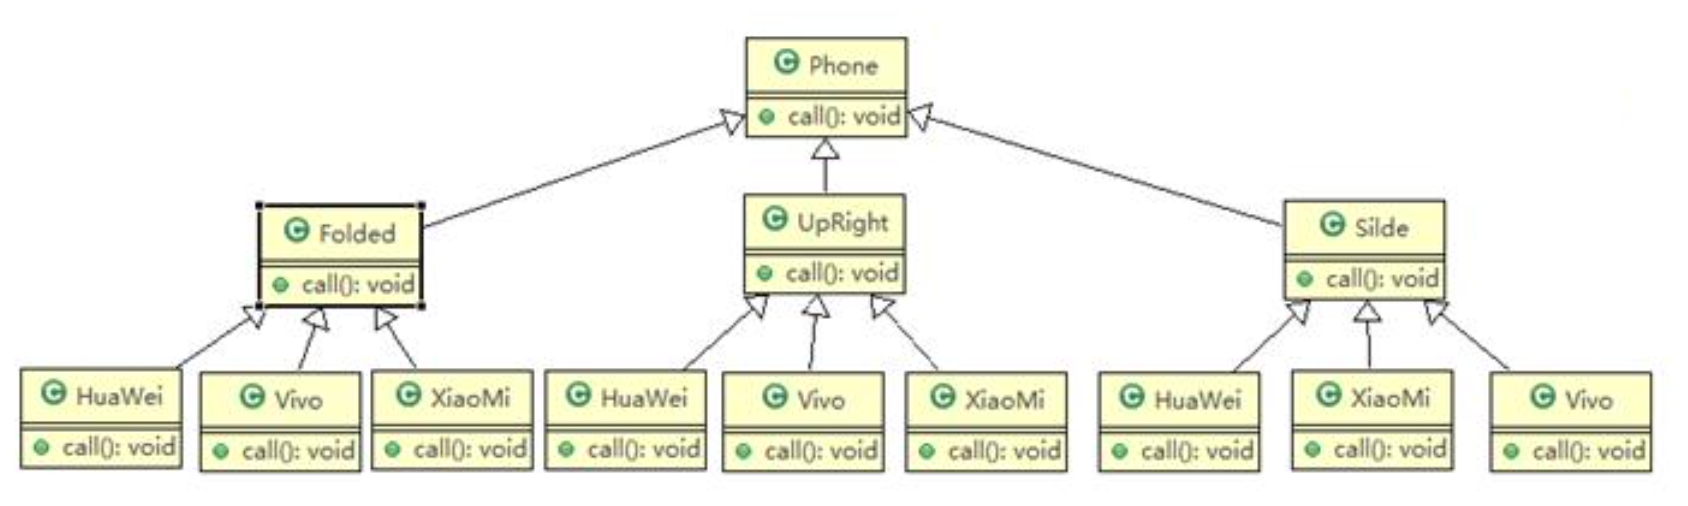 Phone
call(): void
Folded
call(): void
UpRight
call(): void
Silde
call(): void
HuaWei
call(): void
Vivo
call(): void
XiaoMi
call(): void
HuaWei
call(): void
Vivo
call(): void
XiaoMi
call(): void
HuaWei
call(): void
XiaoMi
call(): void
Vivo
call(): void